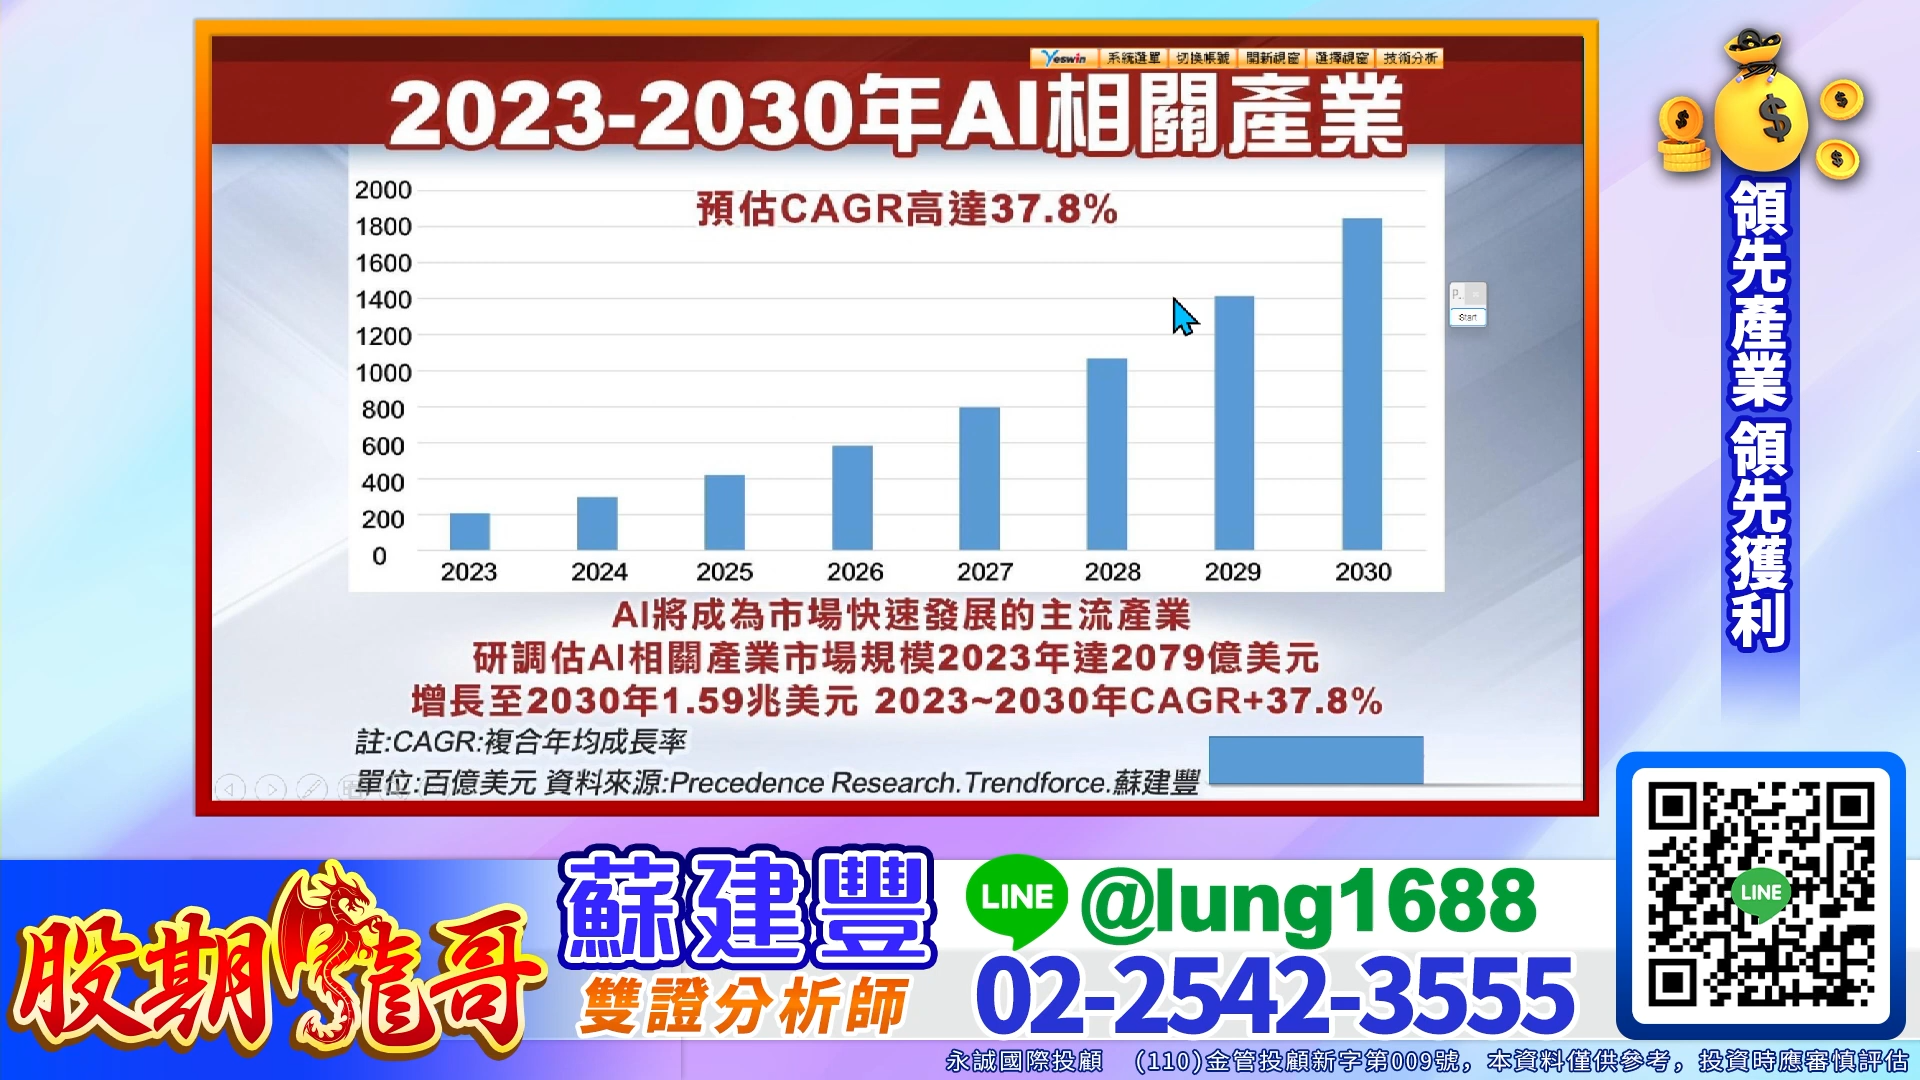 Yeswin 系統選單 切換帳號 開新視窗 選擇視窗 技術分析
2023-2030年AI相關產業
預估CAGR高達37.8%
2000
1800
1600
1400
1200
1000
800
600
400
200
0
2023 2024 2025 2026 2027 2028 2029 2030
P..
Start
AI將成為市場快速發展的主流產業
研調估AI相關產業市場規模2023年達2079億美元
增長至2030年1.59兆美元 2023~2030年CAGR+37.8%
註:CAGR:複合年均成長率
單位:百億美元 資料來源:Precedence Research.Trendforce.蘇建豐
領先產業 領先獲利
股期龍哥
蘇建豐
雙證分析師
LINE @lung1688
02-2542-3555
LINE
永誠國際投顧 (110)金管投顧新字第009號，本資料僅供參考，投資時應審慎評估